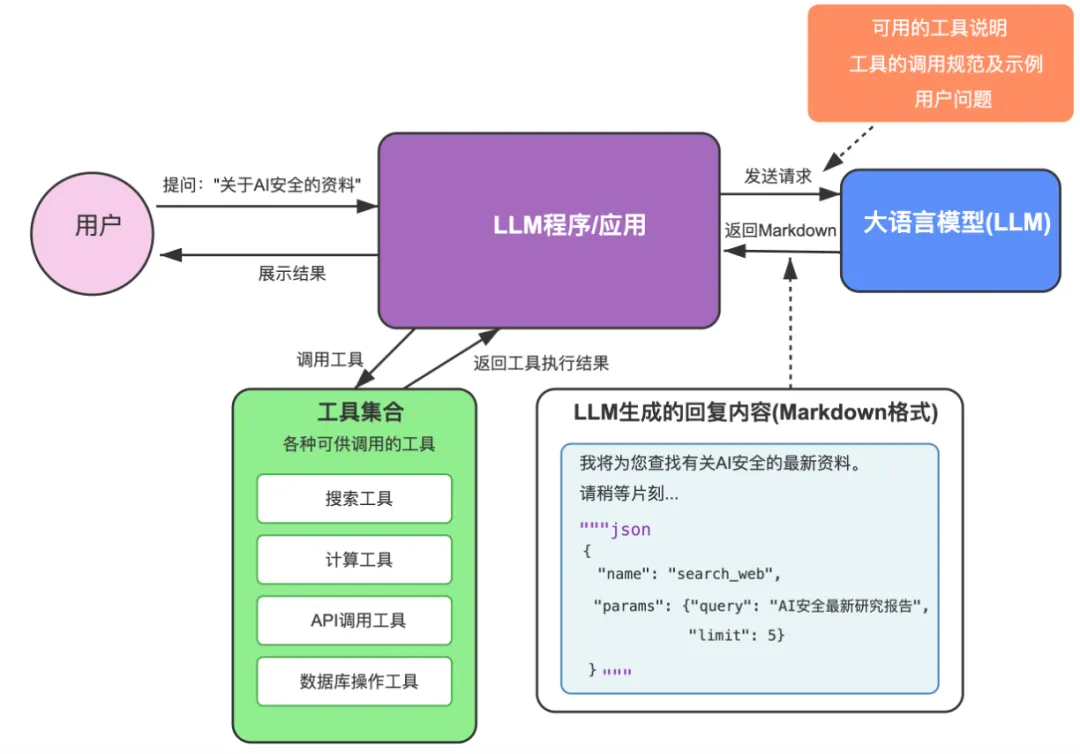 可用的工具说明
工具的调用规范及示例
用户问题
用户
提问："关于AI安全的资料"
展示结果
LLM程序/应用
发送请求
返回Markdown
大语言模型(LLM)
调用工具
返回工具执行结果
工具集合
各种可供调用的工具
搜索工具
计算工具
API调用工具
数据库操作工具
LLM生成的回复内容(Markdown格式)
我将为您查找有关AI安全的最新资料。
请稍等片刻...
"""json
{
"name": "search_web",
"params": {"query": "AI安全最新研究报告",
"limit": 5}
} """